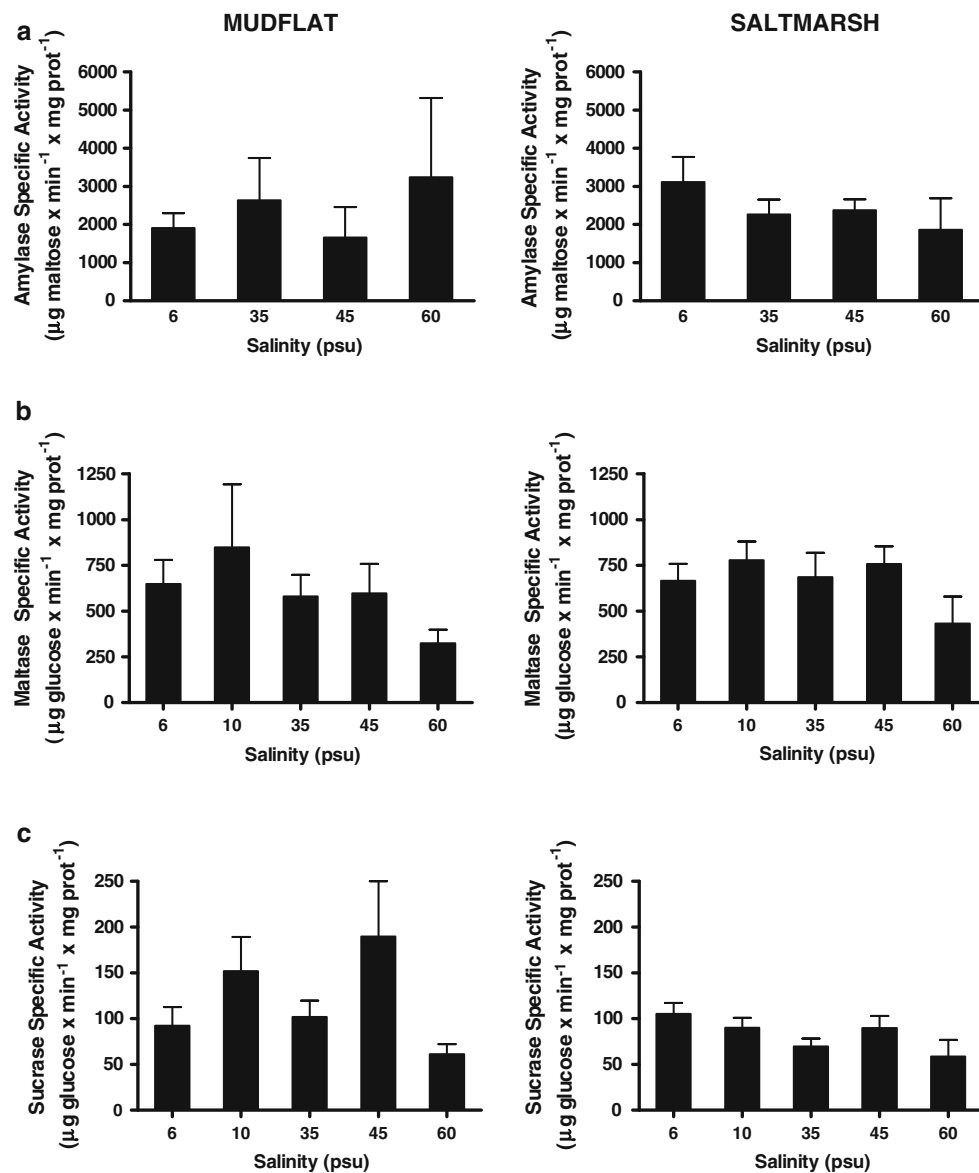 a
MUDFLAT
SALTMARSH
Amylase Specific Activity
(μg maltose x min⁻¹ x mg prot⁻¹)
6000
5000
4000
3000
2000
1000
0
6 35 45 60
Salinity (psu)
Amylase Specific Activity
(μg maltose x min⁻¹ x mg prot⁻¹)
6000
5000
4000
3000
2000
1000
0
6 35 45 60
Salinity (psu)
b
Maltase Specific Activity
( μg glucose x min⁻¹ x mg prot⁻¹)
1250
1000
750
500
250
0
6 10 35 45 60
Salinity (psu)
Maltase Specific Activity
(μg glucose x min⁻¹ x mg prot⁻¹)
1250
1000
750
500
250
0
6 10 35 45 60
Salinity (psu)
c
Sucrase Specific Activity
(μg glucose x min⁻¹ x mg prot⁻¹)
250
200
150
100
50
0
6 10 35 45 60
Salinity (psu)
Sucrase Specific Activity
(μg glucose x min⁻¹ x mg prot⁻¹)
250
200
150
100
50
0
6 10 35 45 60
Salinity (psu)